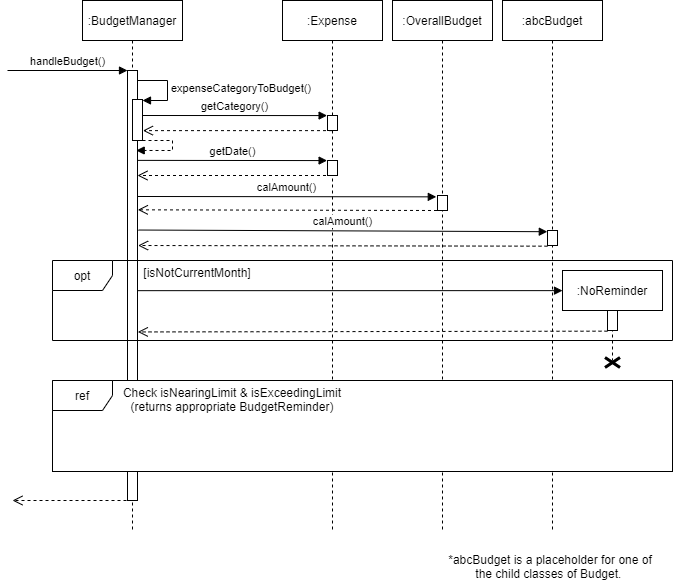 :BudgetManager
:Expense
:OverallBudget
:abcBudget
handleBudget()
expenseCategoryToBudget()
getCategory()
getDate()
calAmount()
calAmount()
opt
[isNotCurrentMonth]
:NoReminder
ref
Check isNearingLimit & isExceedingLimit
(returns appropriate BudgetReminder)
*abcBudget is a placeholder for one of
the child classes of Budget.